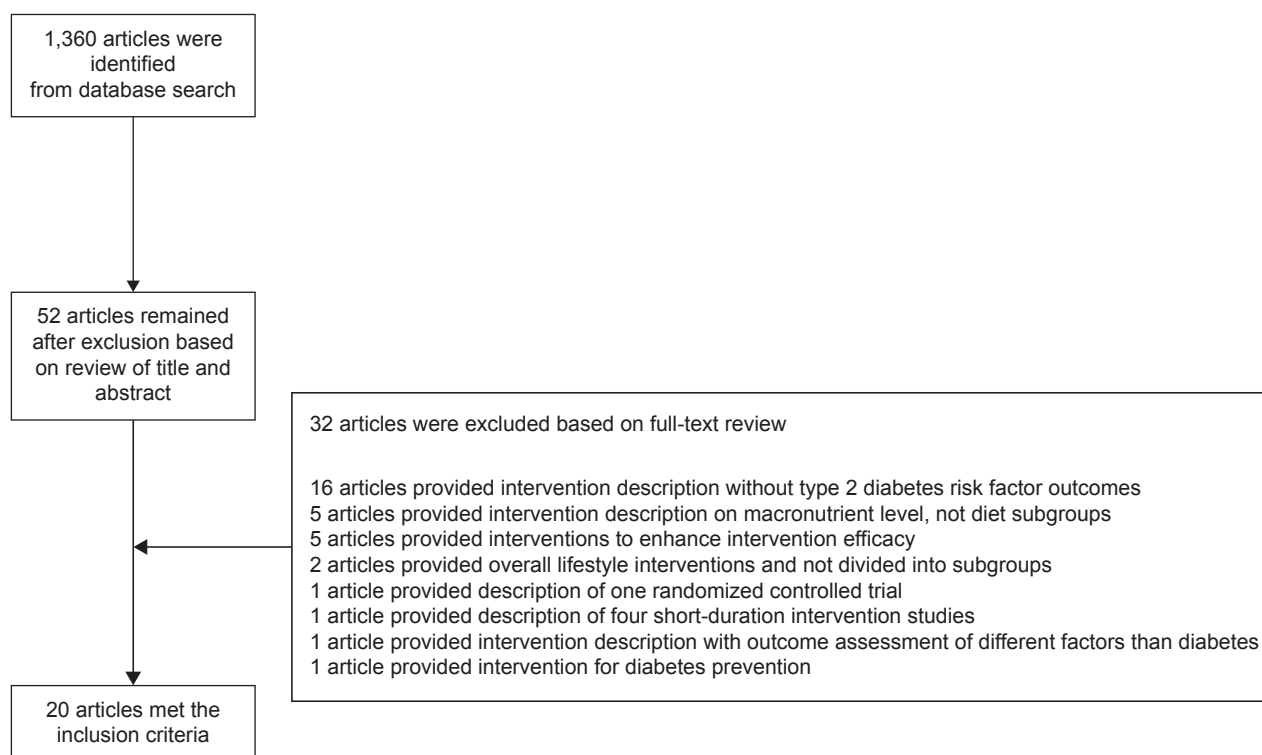 1,360 articles were
identified
from database search
52 articles remained
after exclusion based
on review of title and
abstract
32 articles were excluded based on full-text review
16 articles provided intervention description without type 2 diabetes risk factor outcomes
5 articles provided intervention description on macronutrient level, not diet subgroups
5 articles provided interventions to enhance intervention efficacy
2 articles provided overall lifestyle interventions and not divided into subgroups
1 article provided description of one randomized controlled trial
1 article provided description of four short-duration intervention studies
1 article provided intervention description with outcome assessment of different factors than diabetes
1 article provided intervention for diabetes prevention
20 articles met the
inclusion criteria